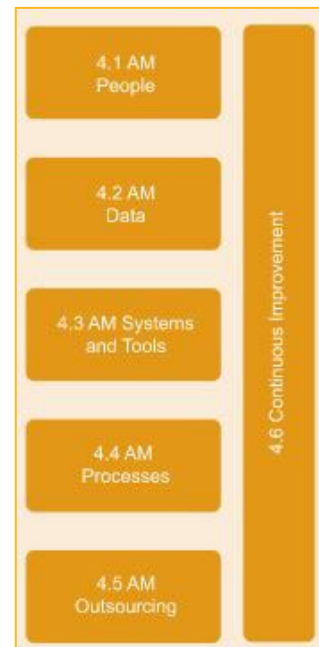 4.1 AM
People
4.2 AM
Data
4.3 AM Systems
and Tools
4.4 AM
Processes
4.5 AM
Outsourcing
4.6 Continuous Improvement